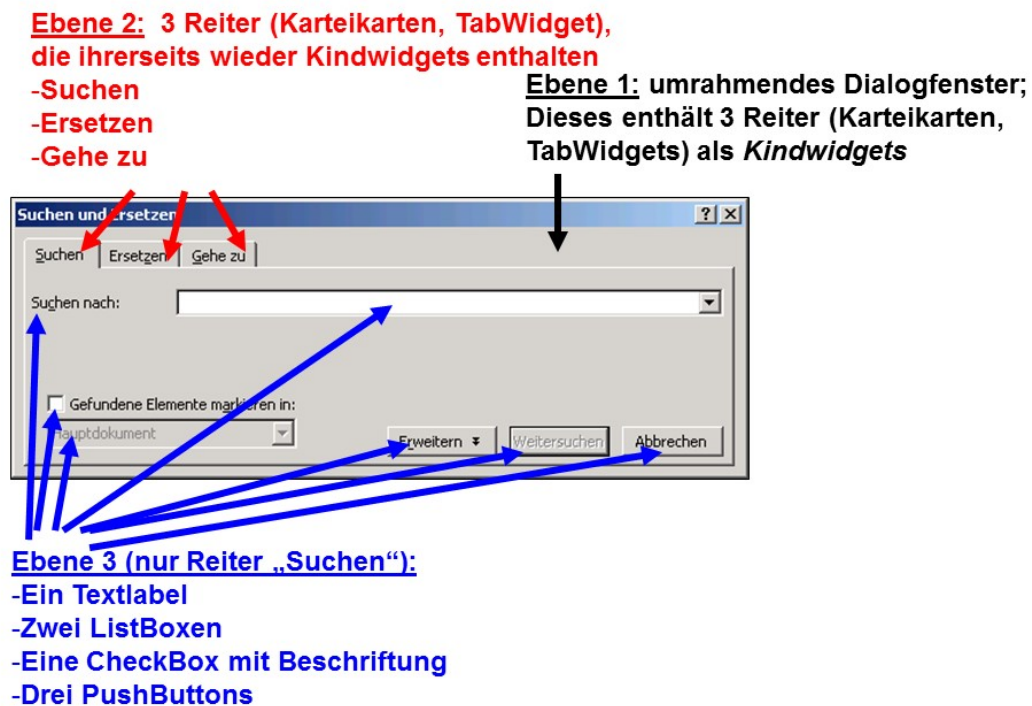 Ebene 2: 3 Reiter (Karteikarten, TabWidget),
die ihrerseits wieder Kindwidgets enthalten
-Suchen
-Ersetzen
-Gehe zu
Ebene 1: umrahmendes Dialogfenster;
Dieses enthält 3 Reiter (Karteikarten,
TabWidgets) als Kindwidgets
Suchen und Ersetzen
Suchen Ersetzen Gehe zu
Suchen nach:
Gefundene Elemente markieren in:
Hauptdokument
Erweitern Weitersuchen Abbrechen
Ebene 3 (nur Reiter „Suchen“):
-Ein Textlabel
-Zwei ListBoxen
-Eine CheckBox mit Beschriftung
-Drei PushButtons